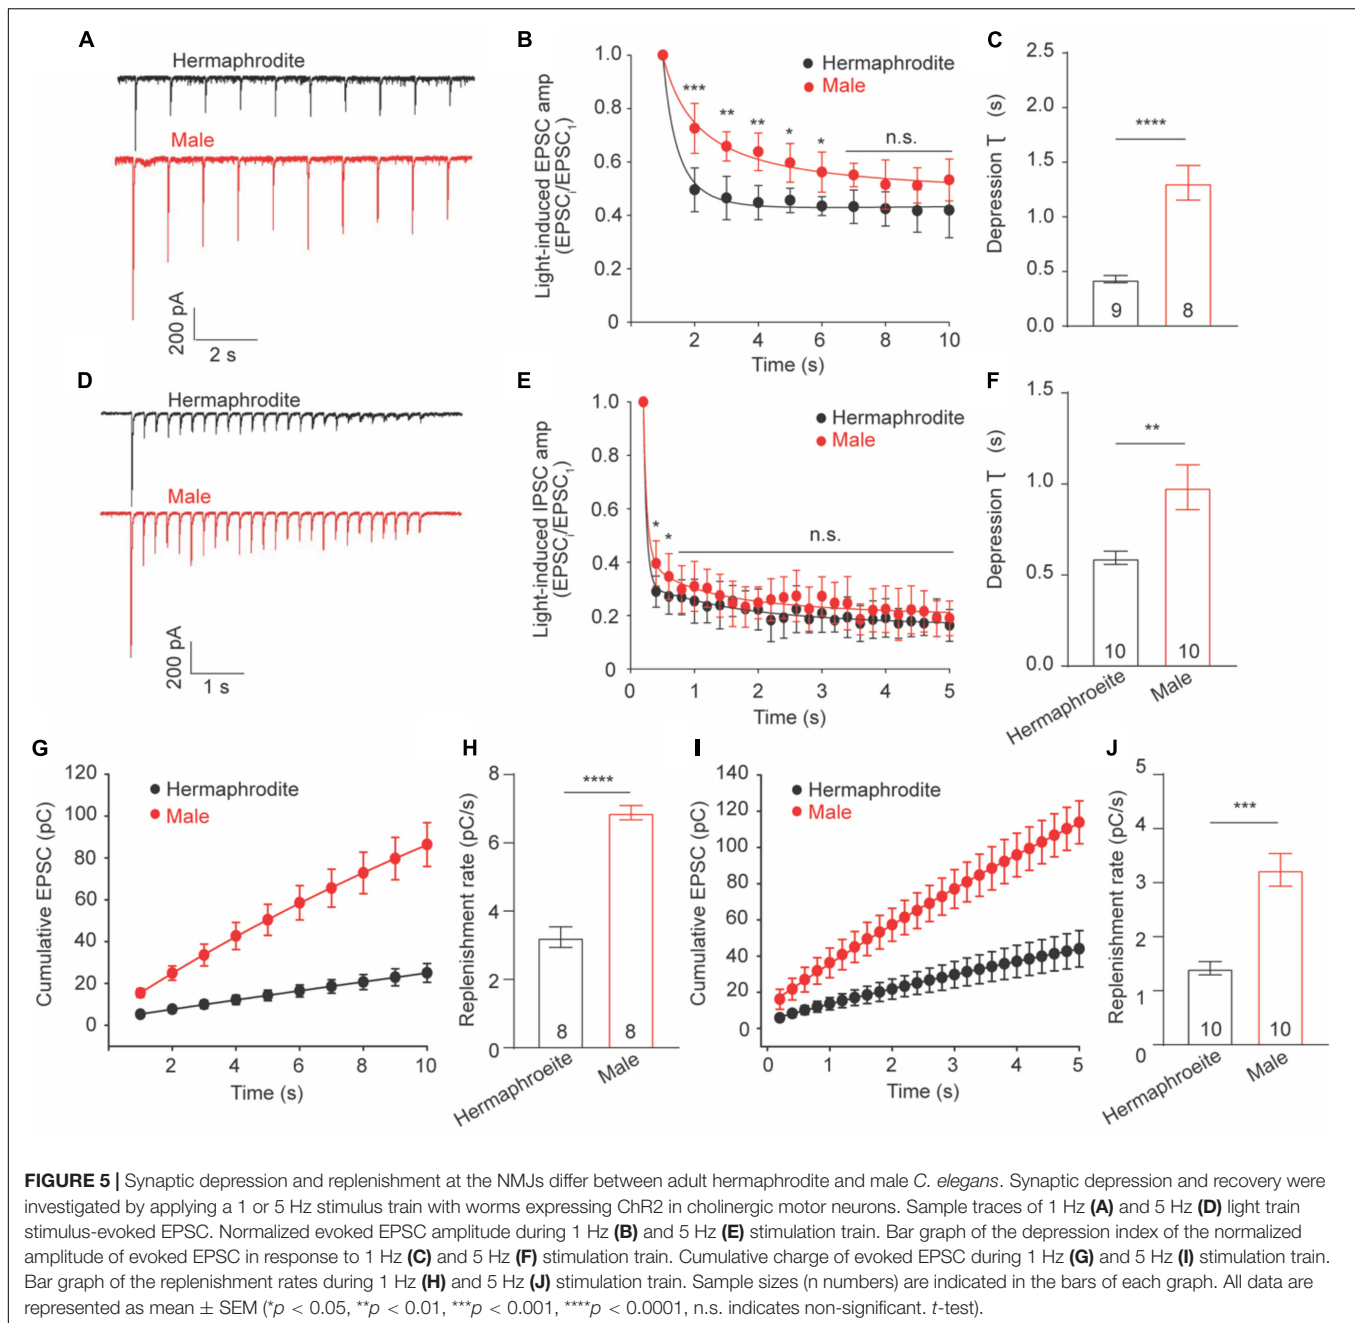 A
Hermaphrodite
Male
200 pA
2 s
B
Light-induced EPSC amp
(EPSCi/EPSC1)
1.0
0.8
0.6
0.4
0.2
0
Hermaphrodite
Male
***
**
**
*
*
n.s.
2 4 6 8 10
Time (s)
C
Depression τ (s)
2.5
2.0
1.5
1.0
0.5
0.0
****
9 8
D
Hermaphrodite
Male
200 pA
1 s
E
Light-induced IPSC amp
(EPSCi/EPSC1)
1.0
0.8
0.6
0.4
0.2
0
Hermaphrodite
Male
*
*
n.s.
0 1 2 3 4 5
Time (s)
F
Depression τ (s)
1.5
1.0
0.5
0.0
**
10 10
Hermaphroeite Male
G
Cumulative EPSC (pC)
120
100
80
60
40
20
0
Hermaphrodite
Male
2 4 6 8 10
Time (s)
H
Replenishment rate (pC/s)
8
6
4
2
0
****
8 8
Hermaphroeite Male
I
Cumulative EPSC (pC)
140
120
100
80
60
40
20
0
Hermaphrodite
Male
0 1 2 3 4 5
Time (s)
J
Replenishment rate (pC/s)
5
4
3
2
1
0
***
10 10
Hermaphroeite Male
FIGURE 5 | Synaptic depression and replenishment at the NMJs differ between adult hermaphrodite and male C. elegans. Synaptic depression and recovery were
investigated by applying a 1 or 5 Hz stimulus train with worms expressing ChR2 in cholinergic motor neurons. Sample traces of 1 Hz (A) and 5 Hz (D) light train
stimulus-evoked EPSC. Normalized evoked EPSC amplitude during 1 Hz (B) and 5 Hz (E) stimulation train. Bar graph of the depression index of the normalized
amplitude of evoked EPSC in response to 1 Hz (C) and 5 Hz (F) stimulation train. Cumulative charge of evoked EPSC during 1 Hz (G) and 5 Hz (I) stimulation train.
Bar graph of the replenishment rates during 1 Hz (H) and 5 Hz (J) stimulation train. Sample sizes (n numbers) are indicated in the bars of each graph. All data are
represented as mean ± SEM (*p < 0.05, **p < 0.01, ***p < 0.001, ****p < 0.0001, n.s. indicates non-significant. t-test).